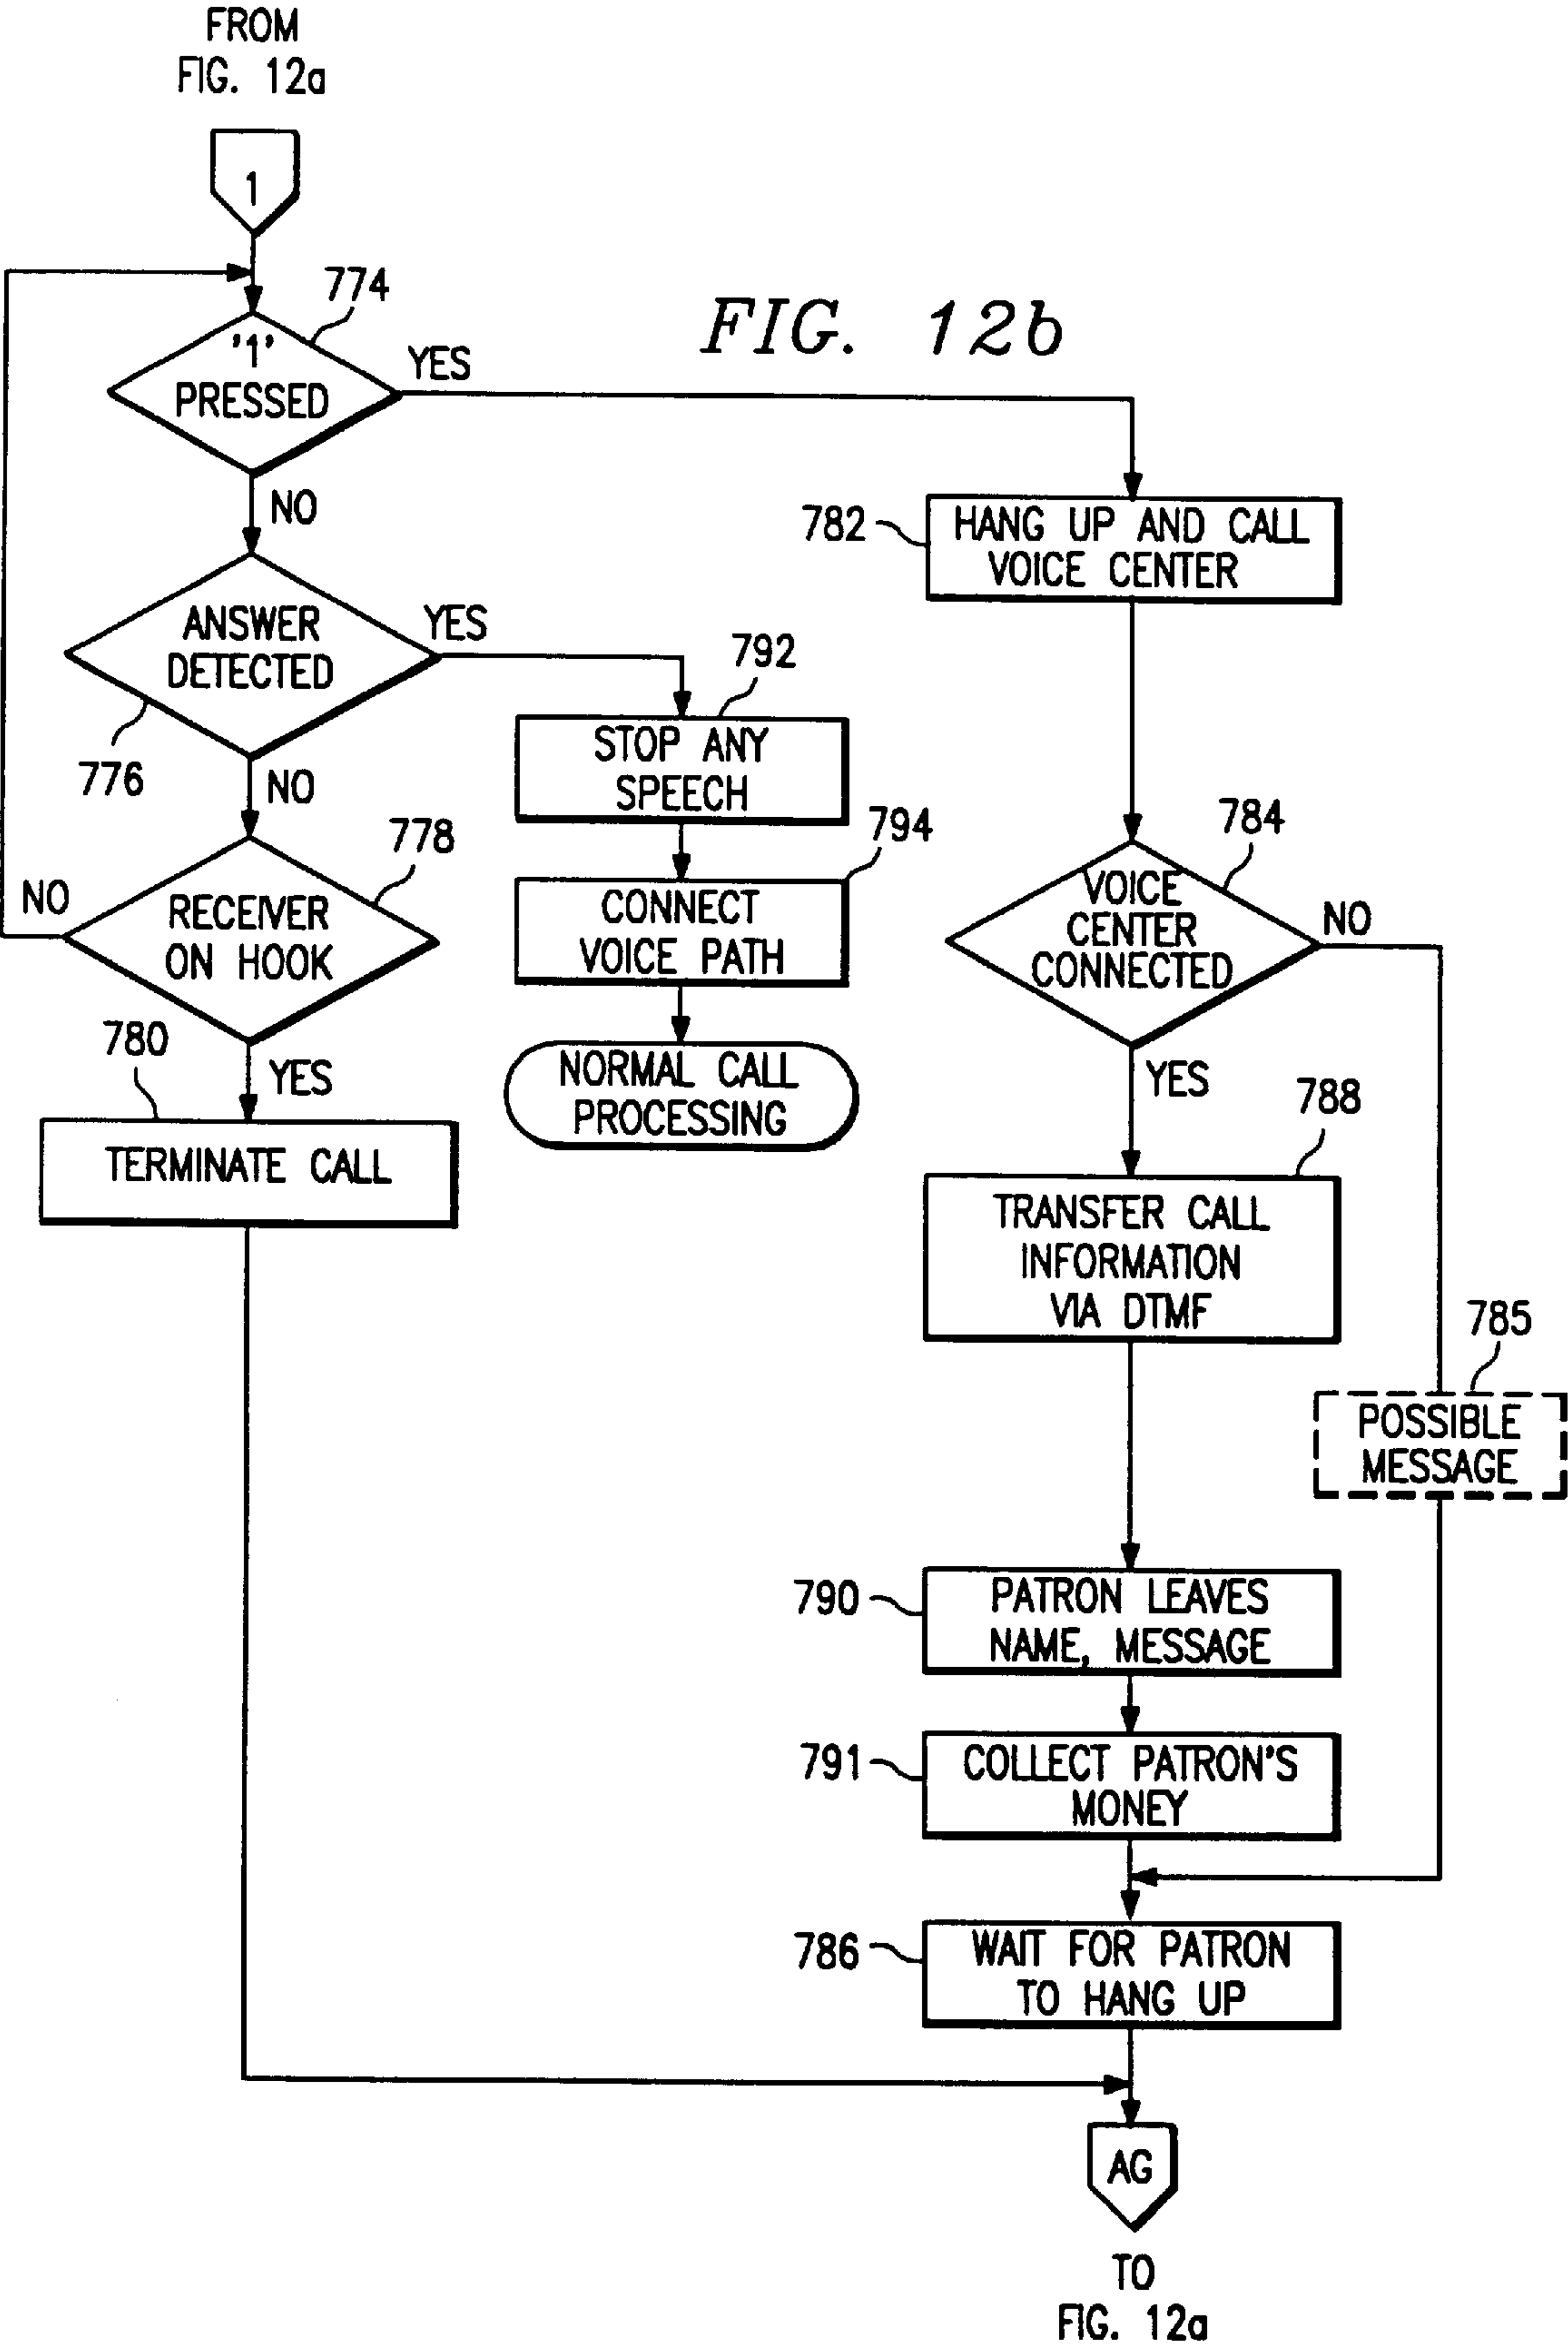 FROM
FIG. 12a
1
774
FIG. 12b
'1'
PRESSED
YES
NO
782
HANG UP AND CALL
VOICE CENTER
ANSWER
DETECTED
YES
776
NO
792
STOP ANY
SPEECH
794
CONNECT
VOICE PATH
NORMAL CALL
PROCESSING
778
RECEIVER
ON HOOK
NO
YES
780
TERMINATE CALL
784
VOICE
CENTER
CONNECTED
NO
YES
788
TRANSFER CALL
INFORMATION
VIA DTMF
785
POSSIBLE
MESSAGE
790
PATRON LEAVES
NAME, MESSAGE
791
COLLECT PATRON'S
MONEY
786
WAIT FOR PATRON
TO HANG UP
AG
TO
FIG. 12a